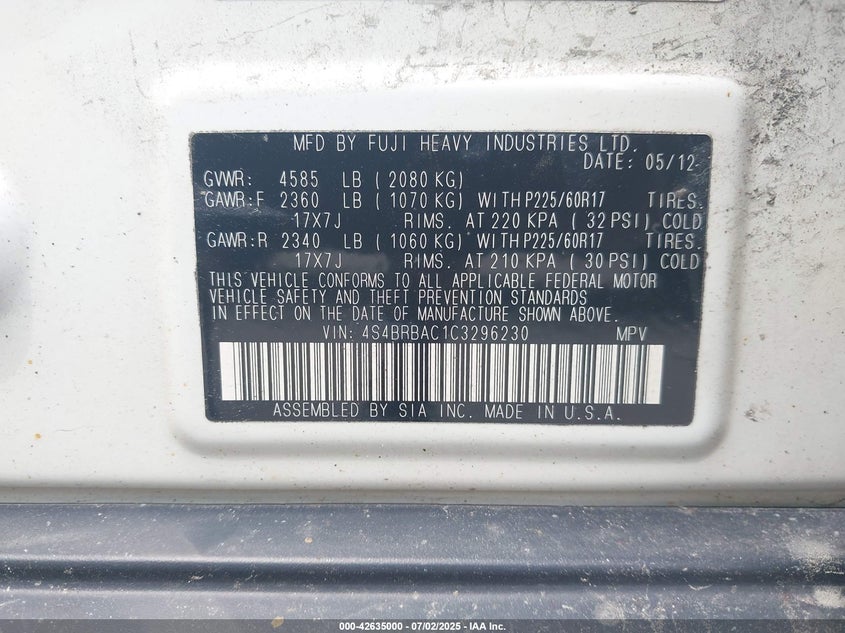 MFD BY FUJI HEAVY INDUSTRIES LTD.
DATE: 05/12
GVWR: 4585 LB ( 2080 KG)
GAWR:F 2360 LB ( 1070 KG) WITH P225/60R17 TIRES.
17X7J RIMS. AT 220 KPA ( 32 PSI) COLD
GAWR:R 2340 LB ( 1060 KG) WITH P225/60R17 TIRES.
17X7J RIMS. AT 210 KPA ( 30 PSI) COLD
THIS VEHICLE CONFORMS TO ALL APPLICABLE FEDERAL MOTOR
VEHICLE SAFETY AND THEFT PREVENTION STANDARDS
IN EFFECT ON THE DATE OF MANUFACTURE SHOWN ABOVE.
VIN: 4S4BRBAC1C3296230 MPV
ASSEMBLED BY SIA INC. MADE IN U.S.A.
000-42635000 - 07/02/2025 - IAA Inc.